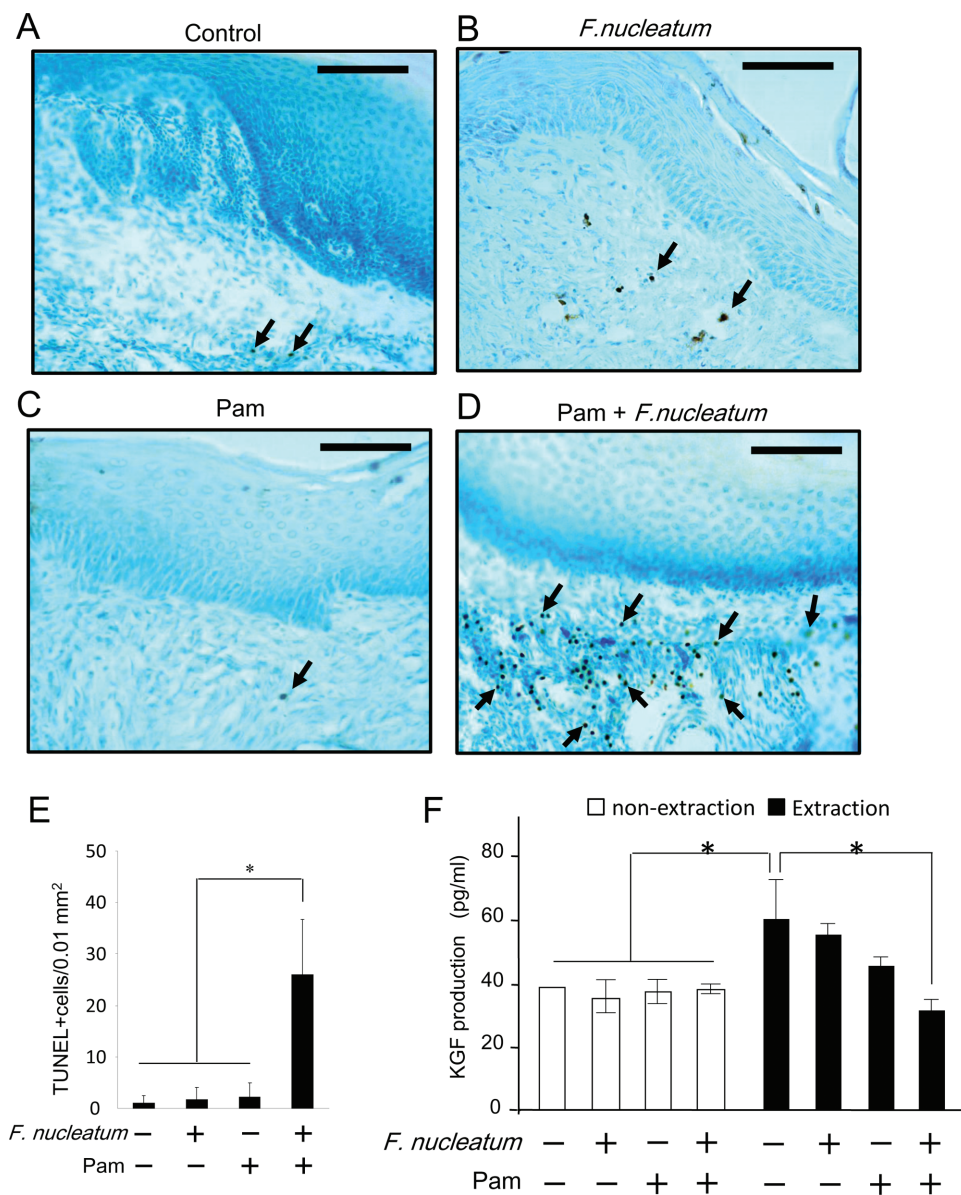 A
Control
B
F.nucleatum
C
Pam
D
Pam + F.nucleatum
E
TUNEL+cells/0.01 mm²
50
40
30
20
10
0
*
F. nucleatum − + − +
Pam − − + +
F
non-extraction Extraction
KGF production (pg/ml)
80
60
40
20
0
* *
F. nucleatum − + − + − + − +
Pam − − + + − − + +